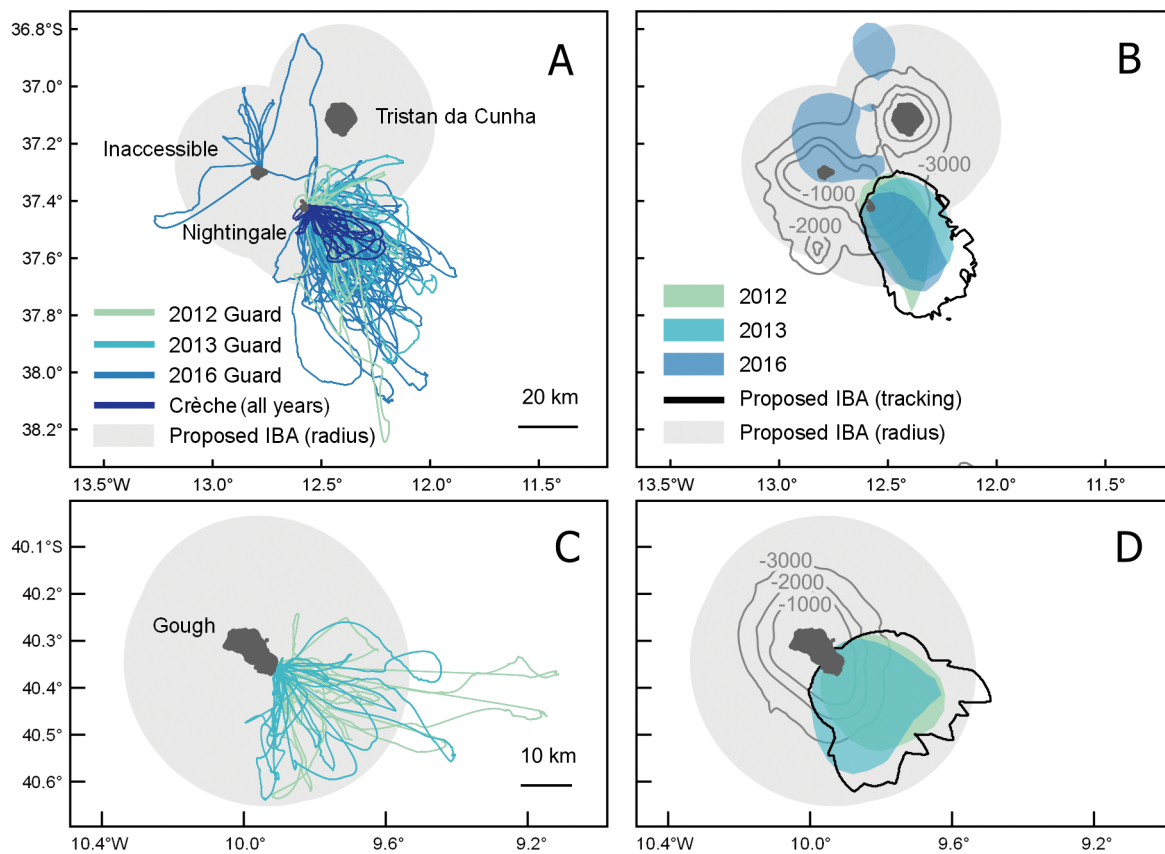 A
36.8°S
37.0°
37.2°
37.4°
37.6°
37.8°
38.0°
38.2°
Tristan da Cunha
Inaccessible
Nightingale
2012 Guard
2013 Guard
2016 Guard
Crèche (all years)
Proposed IBA (radius)
20 km
13.5°W
13.0°
12.5°
12.0°
11.5°
B
-3000
-1000
-2000
2012
2013
2016
Proposed IBA (tracking)
Proposed IBA (radius)
13.5°W
13.0°
12.5°
12.0°
11.5°
C
40.1°S
40.2°
40.3°
40.4°
40.5°
40.6°
Gough
10 km
10.4°W
10.0°
9.6°
9.2°
D
-3000
-2000
-1000
10.4°W
10.0°
9.6°
9.2°